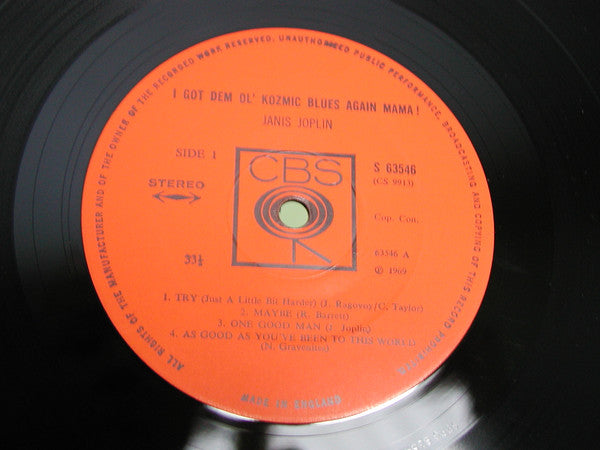 ALL RIGHTS OF THE MANUFACTURER AND OF THE OWNER OF THE RECORDED WORK RESERVED. UNAUTHORIZED PUBLIC PERFORMANCE, BROADCASTING AND COPYING OF THIS RECORD PROHIBITED
I GOT DEM OL' KOZMIC BLUES AGAIN MAMA!
JANIS JOPLIN
SIDE 1
CBS
S 63546
(CS 9913)
STEREO
Cop. Con.
33⅓
63546 A
℗ 1969
1. TRY (Just A Little Bit Harder) (J. Ragovoy/C. Taylor)
2. MAYBE (R. Barrett)
3. ONE GOOD MAN (J. Joplin)
4. AS GOOD AS YOU'VE BEEN TO THIS WORLD
(N. Gravenites)
MADE IN ENGLAND